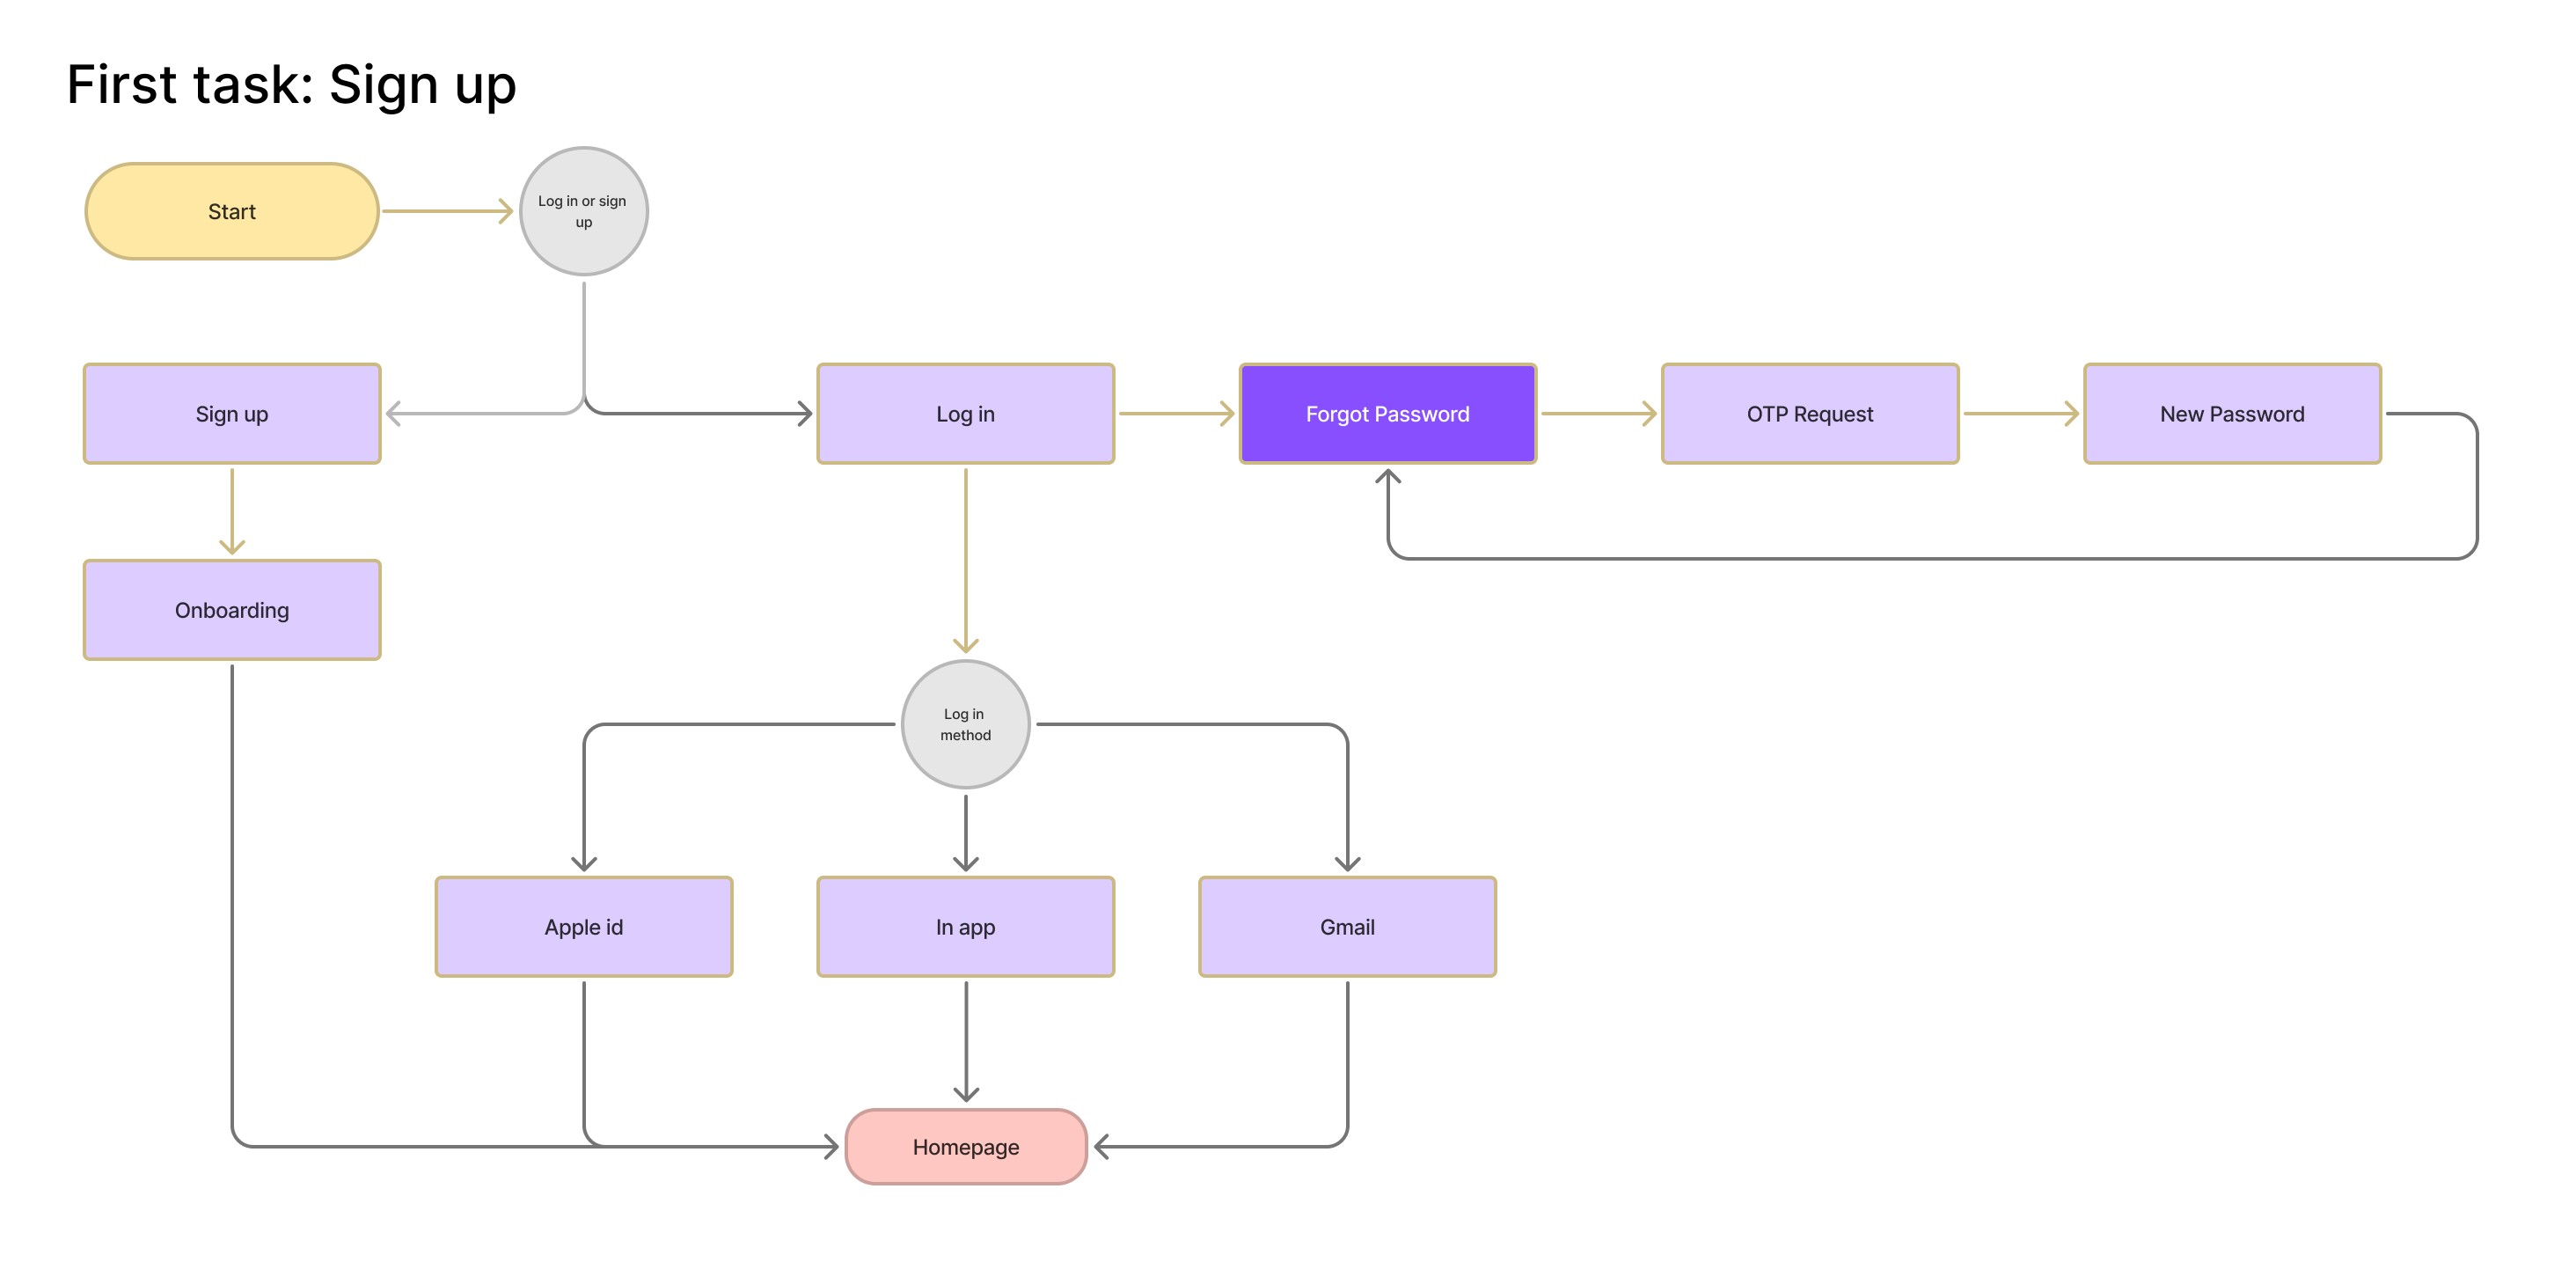 First task: Sign up
Start
Log in or sign
up
Sign up
Log in
Forgot Password
OTP Request
New Password
Onboarding
Log in
method
Apple id
In app
Gmail
Homepage